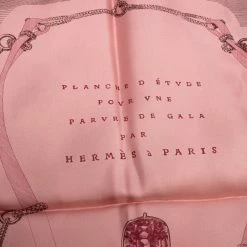 PLANCHE D ÉTVDE
POVR VNE
PARVRE DE GALA
PAR
HERMÈS à PARIS